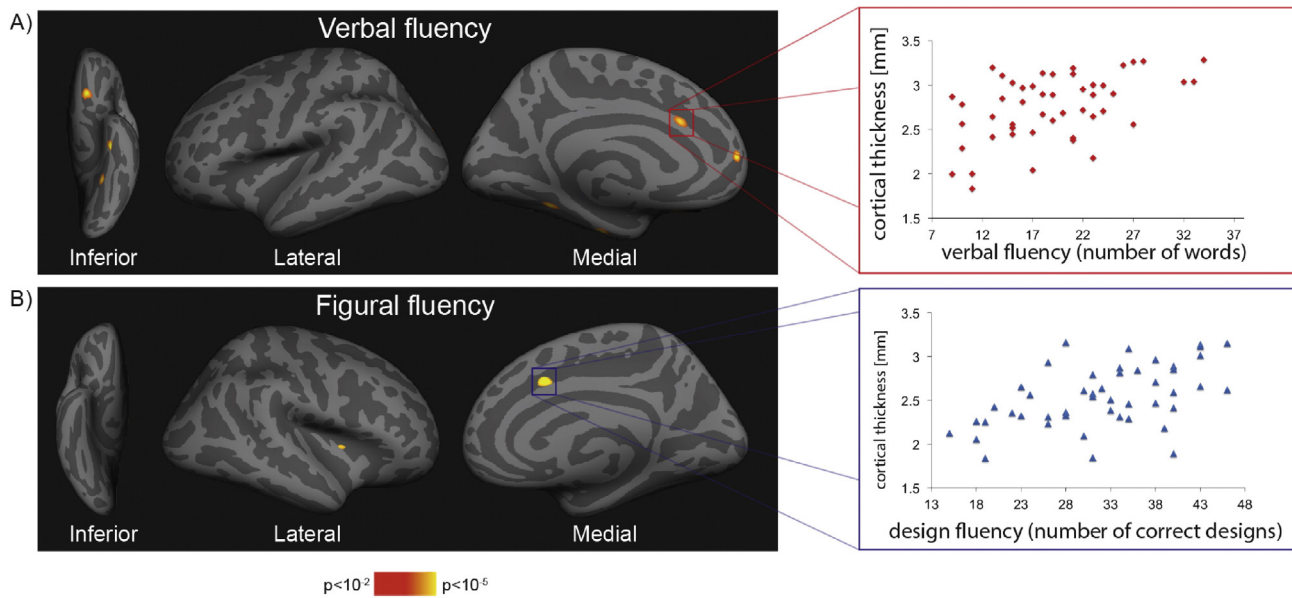 A)
Verbal fluency
Inferior
Lateral
Medial
cortical thickness [mm]
3.5
3
2.5
2
1.5
7 12 17 22 27 32 37
verbal fluency (number of words)
B)
Figural fluency
Inferior
Lateral
Medial
cortical thickness [mm]
3.5
3
2.5
2
1.5
13 18 23 28 33 38 43 48
design fluency (number of correct designs)
p<10⁻² p<10⁻⁵